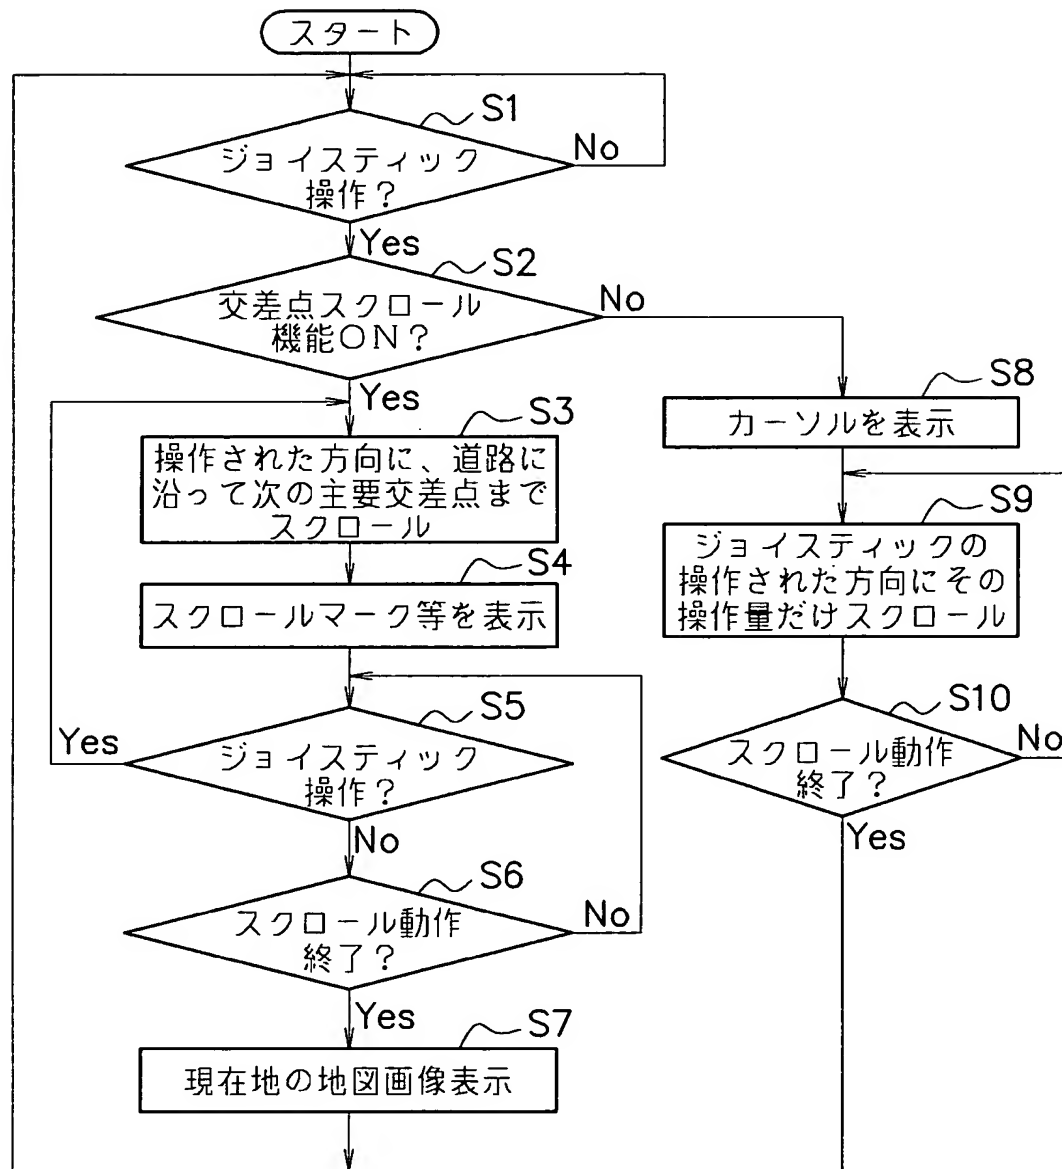 スタート
S1
ジョイスティック
操作？
No
Yes
S2
交差点スクロール
機能ON？
No
Yes
S3
操作された方向に、道路に
沿って次の主要交差点まで
スクロール
S4
スクロールマーク等を表示
S5
ジョイスティック
操作？
Yes
No
S6
スクロール動作
終了？
No
Yes
S7
現在地の地図画像表示
S8
カーソルを表示
S9
ジョイスティックの
操作された方向にその
操作量だけスクロール
S10
スクロール動作
終了？
No
Yes